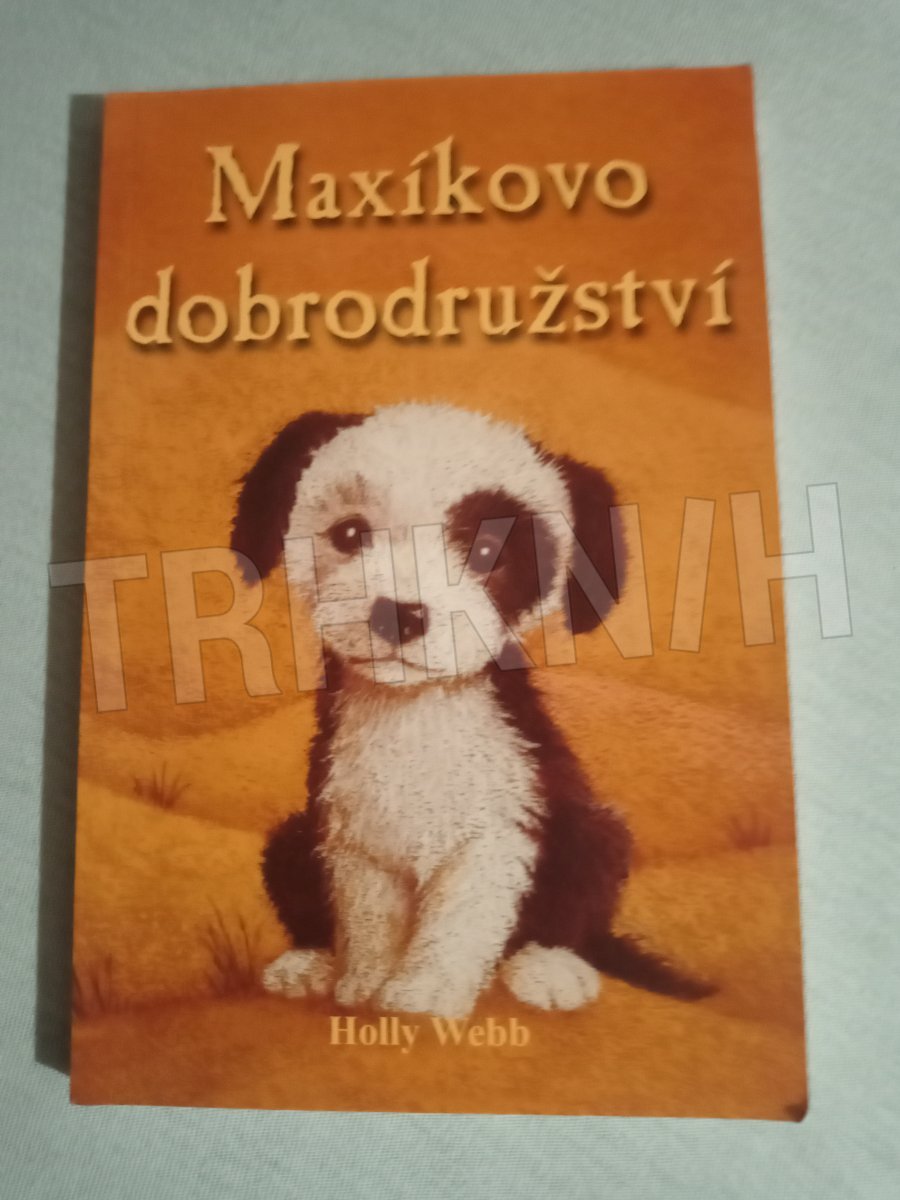 Maxíkovo
dobrodružství
TRHKNIH
Holly Webb